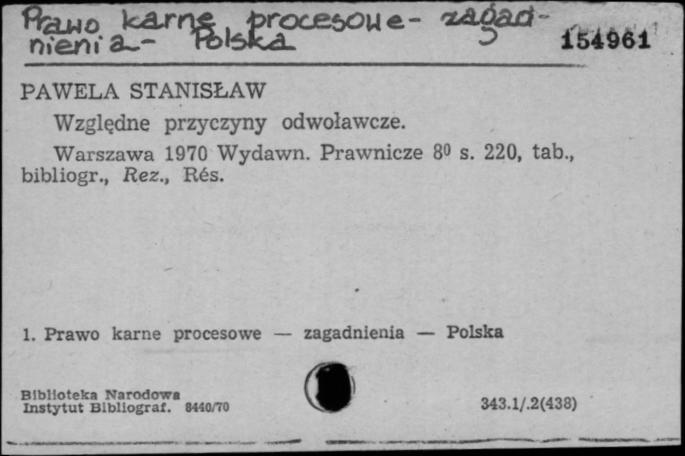 Prawo karne procesowe - zagad-
nienia - Polska
154961
PAWELA STANISŁAW
Względne przyczyny odwoławcze.
Warszawa 1970 Wydawn. Prawnicze 8⁰ s. 220, tab.,
bibliogr., Rez., Rés.
1. Prawo karne procesowe — zagadnienia — Polska
Biblioteka Narodowa
Instytut Bibliograf. 8440/70
343.1/.2(438)